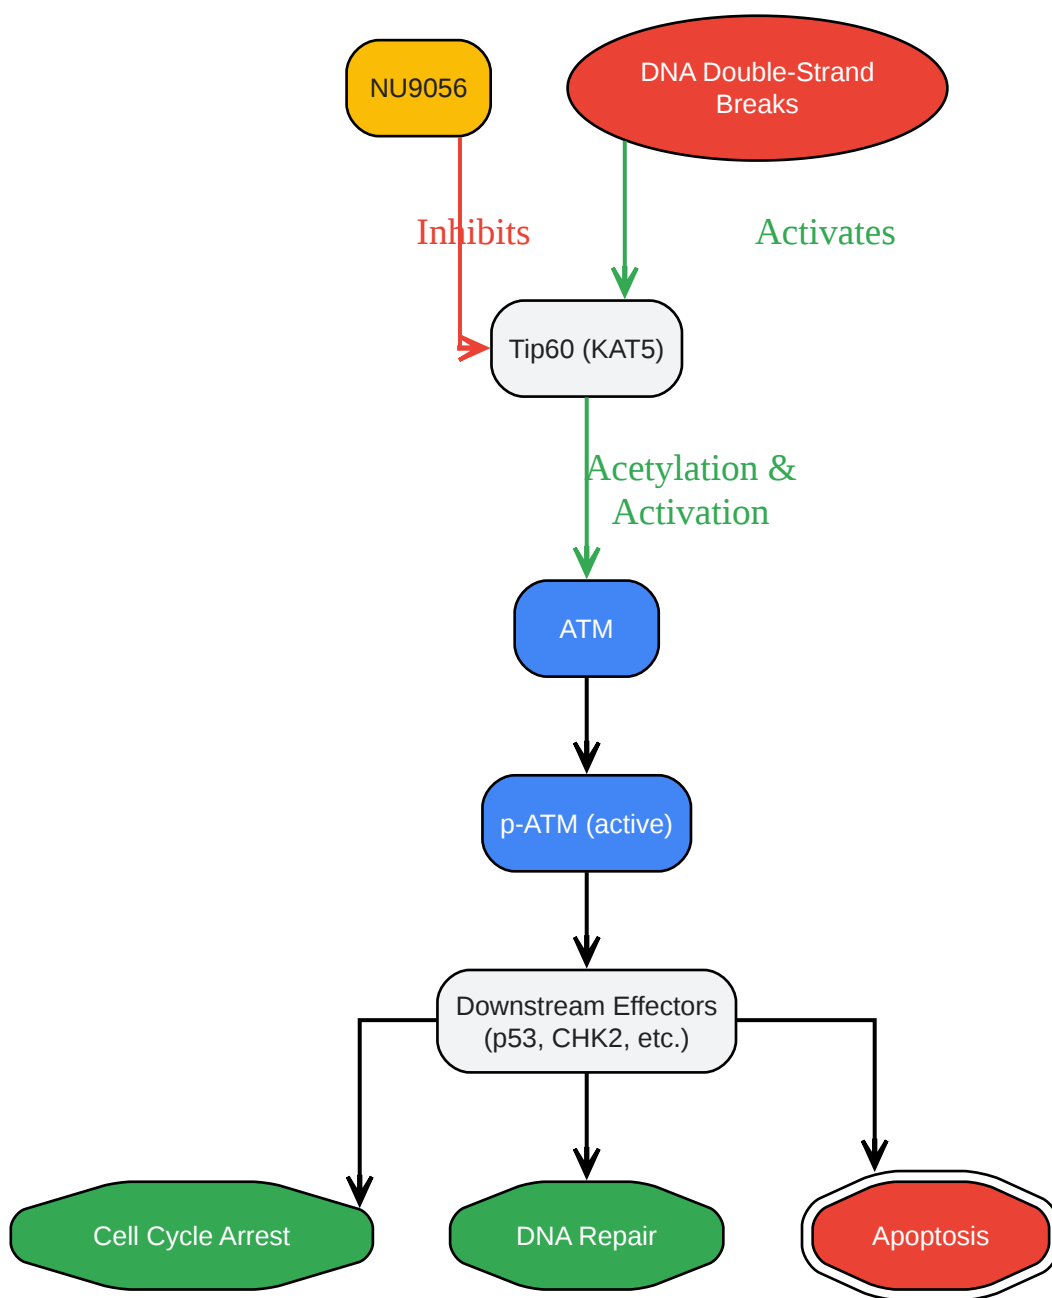 NU9056
DNA Double-Strand
Breaks
Inhibits
Activates
Tip60 (KAT5)
Acetylation &
Activation
ATM
p-ATM (active)
Downstream Effectors
(p53, CHK2, etc.)
Cell Cycle Arrest
DNA Repair
Apoptosis